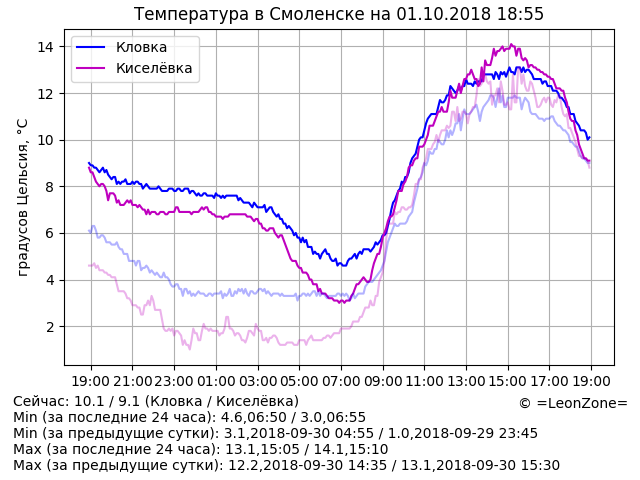 Температура в Смоленске на 01.10.2018 18:55
градусов Цельсия, °C
14
12
10
8
6
4
2
Кловка
Киселёвка
19:00 21:00 23:00 01:00 03:00 05:00 07:00 09:00 11:00 13:00 15:00 17:00 19:00
Сейчас: 10.1 / 9.1 (Кловка / Киселёвка)
© =LeonZone=
Min (за последние 24 часа): 4.6,06:50 / 3.0,06:55
Min (за предыдущие сутки): 3.1,2018-09-30 04:55 / 1.0,2018-09-29 23:45
Max (за последние 24 часа): 13.1,15:05 / 14.1,15:10
Max (за предыдущие сутки): 12.2,2018-09-30 14:35 / 13.1,2018-09-30 15:30